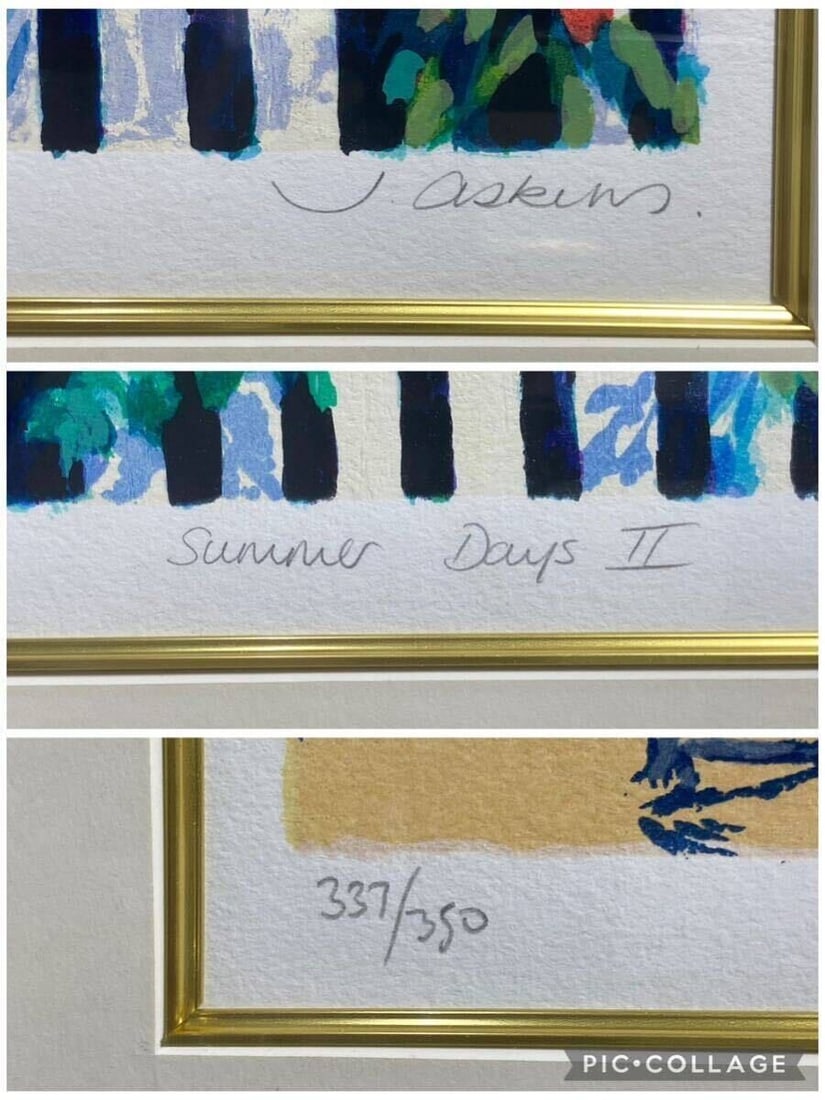 J. Askins.
Summer Days II
337/350
PIC•COLLAGE